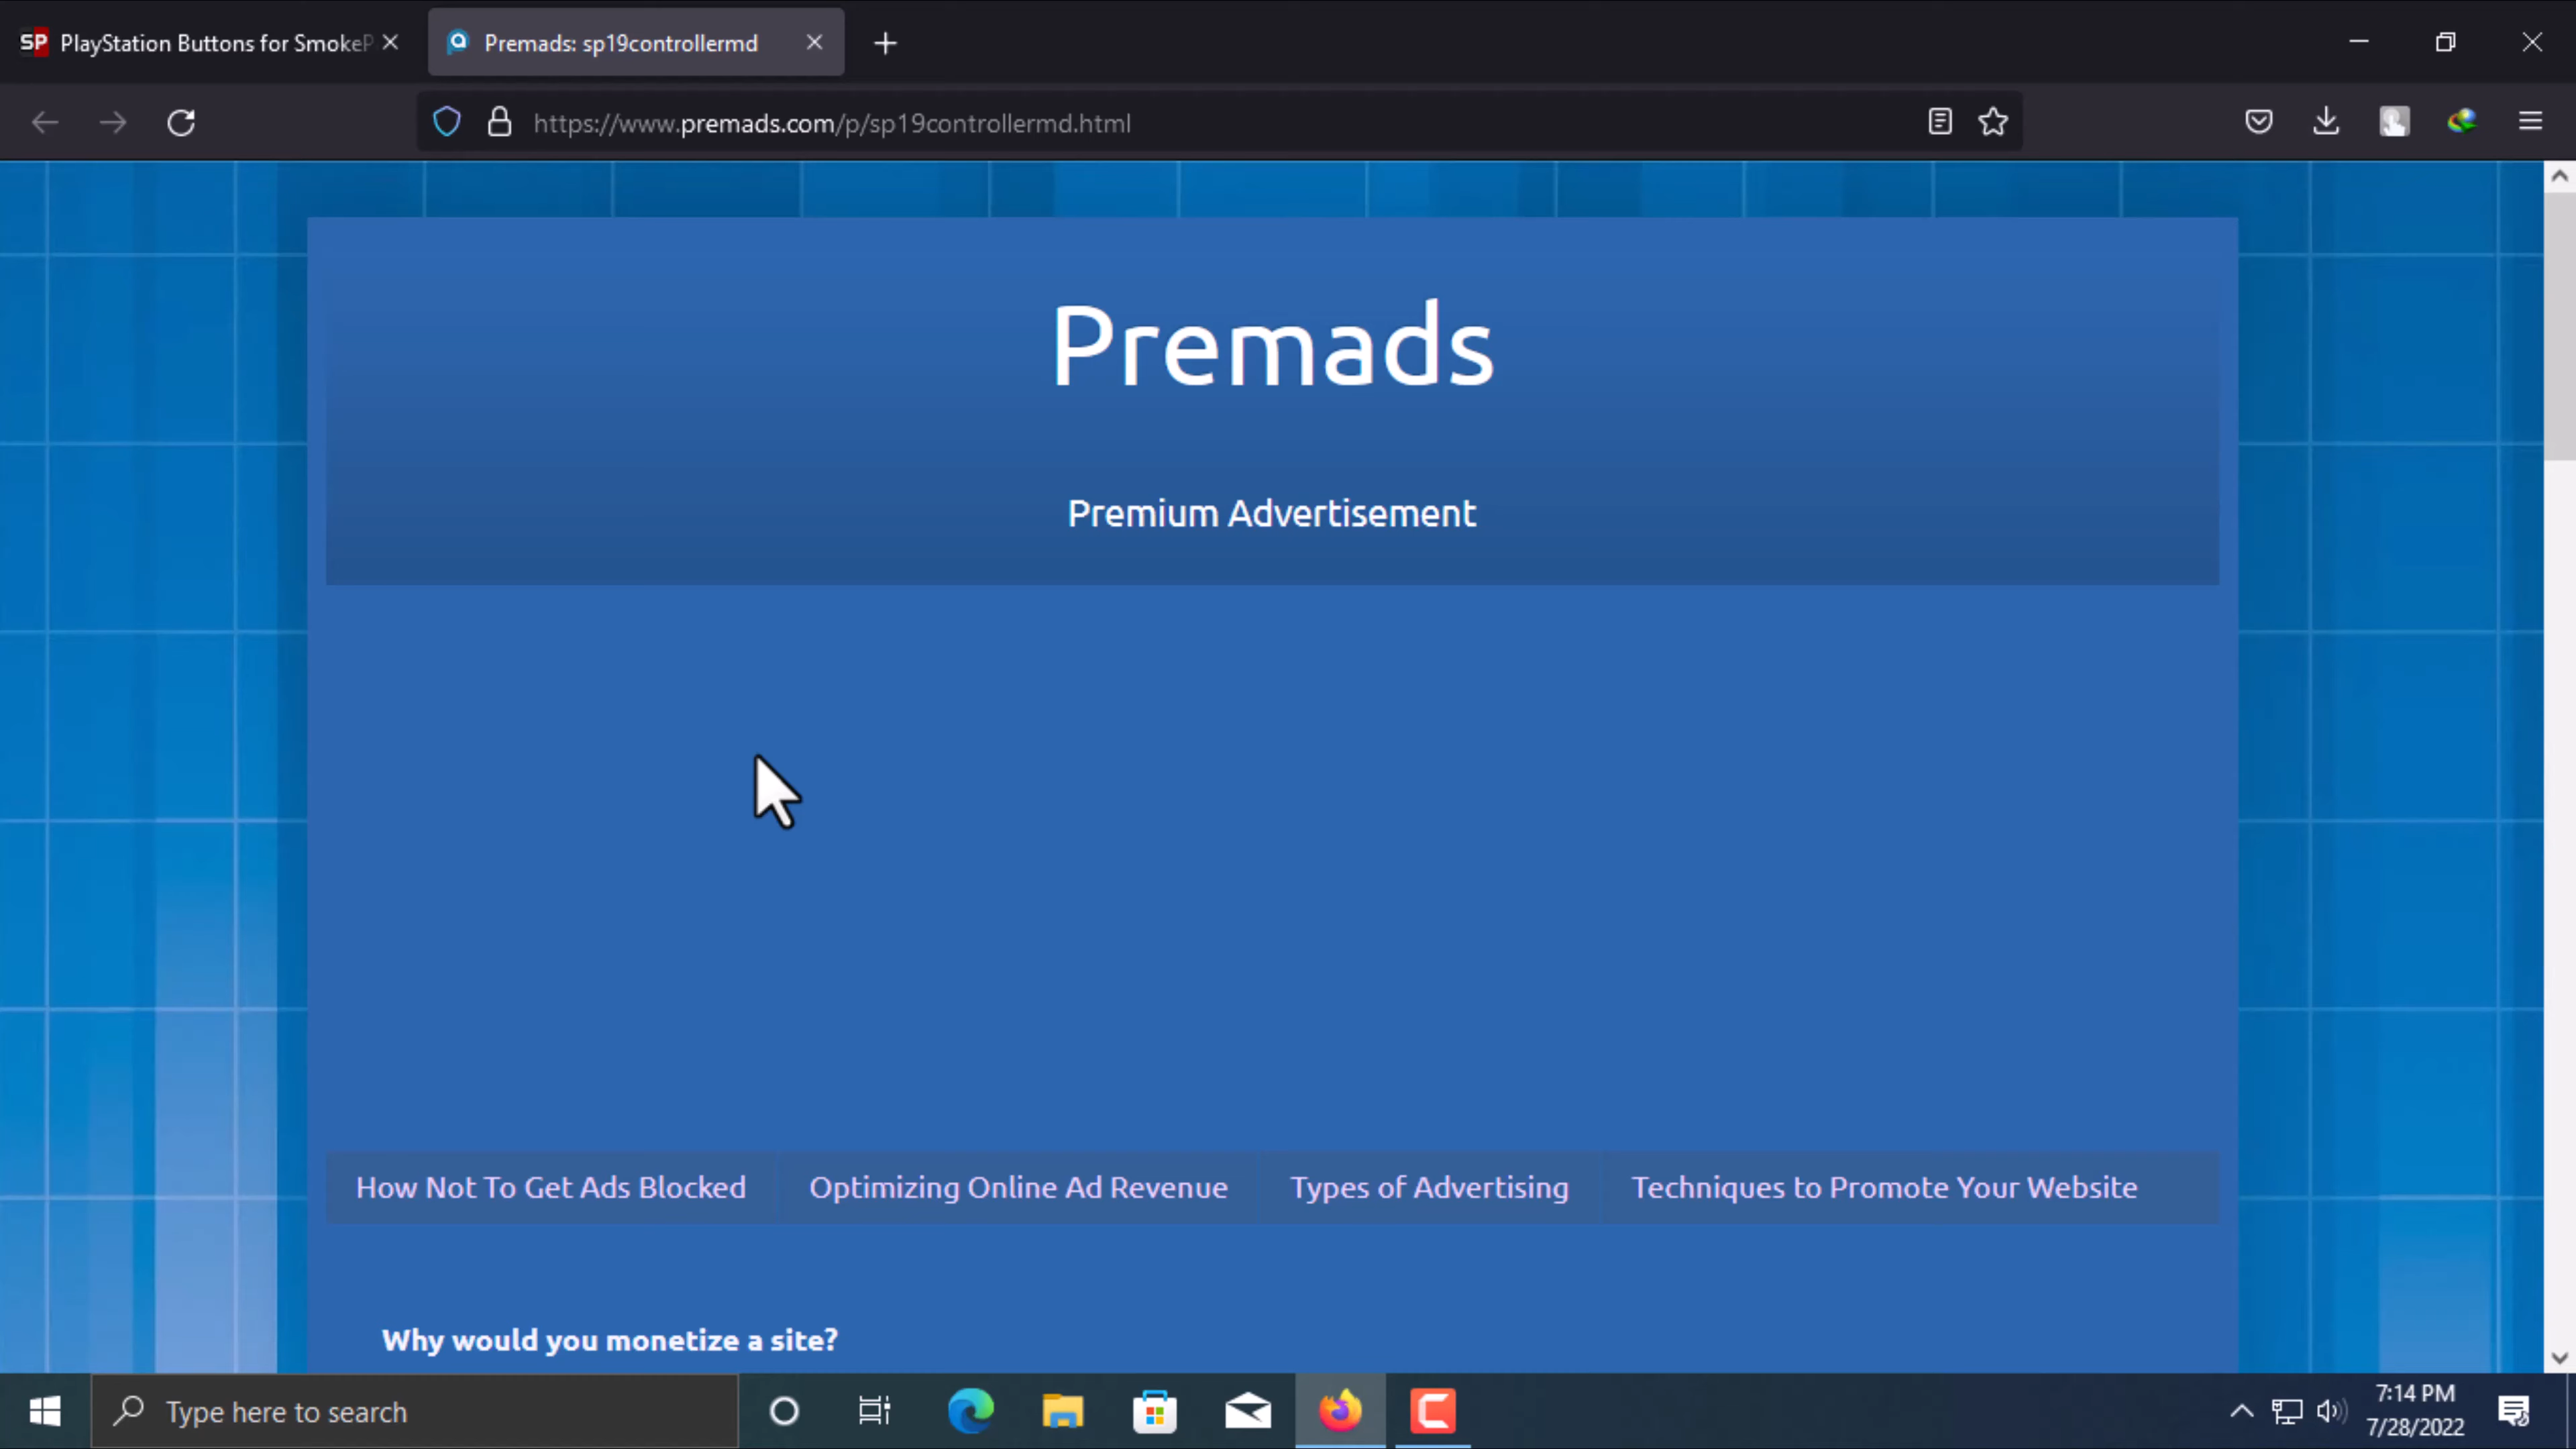 SP PlayStation Buttons for SmokeP
Premads: sp19controllermd
https://www.premads.com/p/sp19controllermd.html
Premads
Premium Advertisement
How Not To Get Ads Blocked Optimizing Online Ad Revenue Types of Advertising Techniques to Promote Your Website
Why would you monetize a site?
Type here to search
7:14 PM
7/28/2022